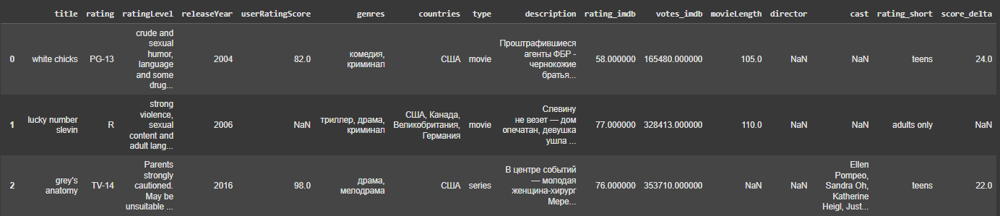 title rating ratingLevel releaseYear userRatingScore genres countries type description rating_imdb votes_imdb movieLength director cast rating_short score_delta
0 white chicks PG-13 crude and sexual humor, language and some drug... 2004 82.0 комедия, криминал США movie Проштрафившиеся агенты ФБР - чернокожие братья... 58.000000 165480.000000 105.0 NaN NaN teens 24.0
1 lucky number slevin R strong violence, sexual content and adult lang... 2006 NaN триллер, драма, криминал США, Канада, Великобритания, Германия movie Слевину не везет — дом опечатан, девушка ушла ... 77.000000 328413.000000 110.0 NaN NaN adults only NaN
2 grey's anatomy TV-14 Parents strongly cautioned. May be unsuitable ... 2016 98.0 драма, мелодрама США series В центре событий — молодая женщина-хирург Мере... 76.000000 353710.000000 NaN NaN Ellen Pompeo, Sandra Oh, Katherine Heigl, Just... teens 22.0